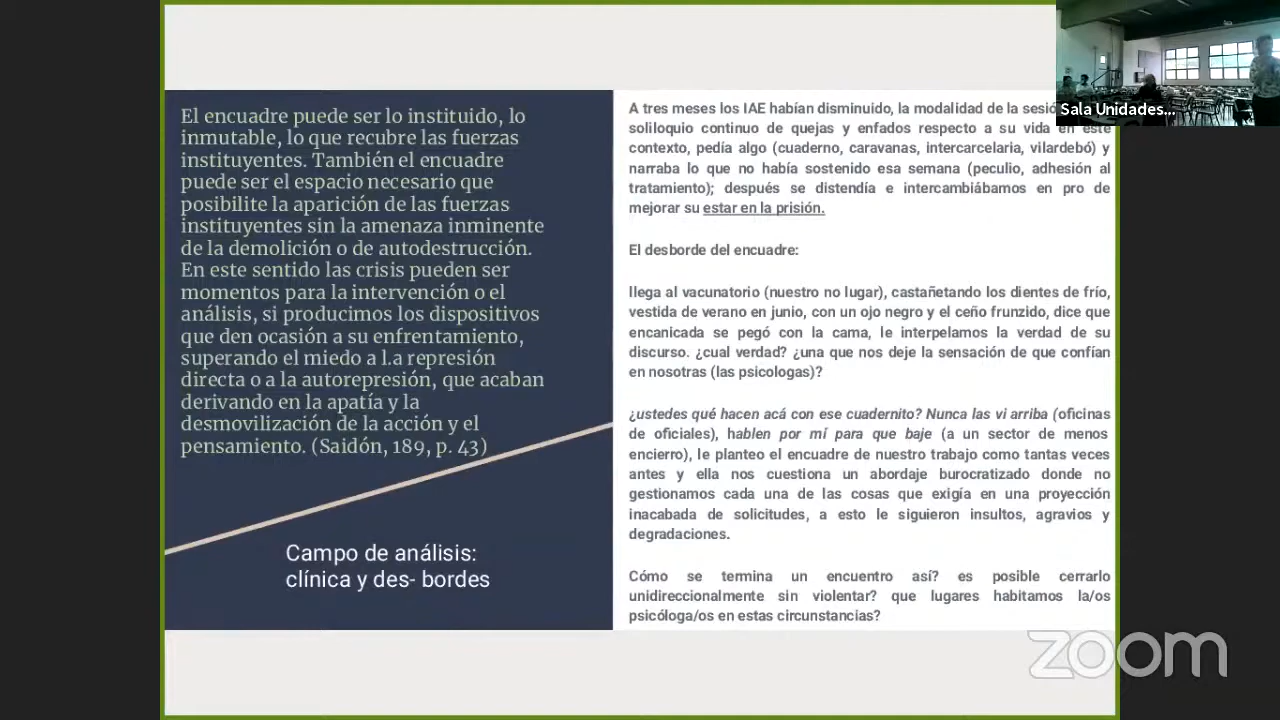 El encuadre puede ser lo instituido, lo
inmutable, lo que recubre las fuerzas
instituyentes. También el encuadre
puede ser el espacio necesario que
posibilite la aparición de las fuerzas
instituyentes sin la amenaza inminente
de la demolición o de autodestrucción.
En este sentido las crisis pueden ser
momentos para la intervención o el
análisis, si producimos los dispositivos
que den ocasión a su enfrentamiento,
superando el miedo a l.a represión
directa o a la autorepresión, que acaban
derivando en la apatía y la
desmovilización de la acción y el
pensamiento. (Saidón, 189, p. 43)
Campo de análisis:
clínica y des- bordes
A tres meses los IAE habían disminuido, la modalidad de la
soliloquio continuo de quejas y enfados respecto a su vida en este
contexto, pedía algo (cuaderno, caravanas, intercarcelaria, vilardebó) y
narraba lo que no había sostenido esa semana (peculio, adhesión al
tratamiento); después se distendía e intercambiábamos en pro de
mejorar su estar en la prisión.
El desborde del encuadre:
llega al vacunatorio (nuestro no lugar), castañetando los dientes de frío,
vestida de verano en junio, con un ojo negro y el ceño frunzido, dice que
encanicada se pegó con la cama, le interpelamos la verdad de su
discurso. ¿cual verdad? ¿una que nos deje la sensación de que confían
en nosotras (las psicologas)?
¿ustedes qué hacen acá con ese cuadernito? Nunca las vi arriba (oficinas
de oficiales), hablen por mí para que baje (a un sector de menos
encierro), le planteo el encuadre de nuestro trabajo como tantas veces
antes y ella nos cuestiona un abordaje burocratizado donde no
gestionamos cada una de las cosas que exigía en una proyección
inacabada de solicitudes, a esto le siguieron insultos, agravios y
degradaciones.
Cómo se termina un encuentro así? es posible cerrarlo
unidireccionalmente sin violentar? que lugares habitamos la/os
psicóloga/os en estas circunstancias?
Sala Unidades...
zoom